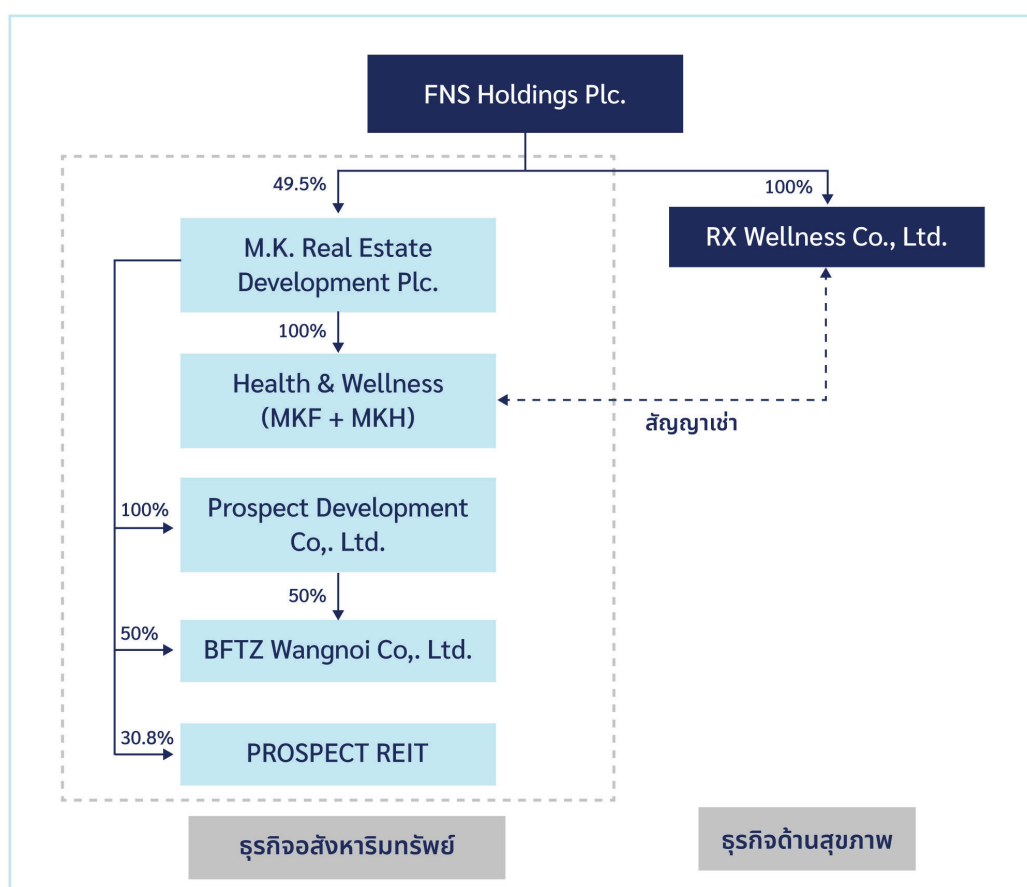 FNS Holdings Plc.
49.5%
100%
M.K. Real Estate
Development Plc.
RX Wellness Co., Ltd.
100%
Health & Wellness
(MKF + MKH)
สัญญาเช่า
100%
Prospect Development
Co,. Ltd.
50%
50%
BFTZ Wangnoi Co,. Ltd.
30.8%
PROSPECT REIT
ธุรกิจอสังหาริมทรัพย์
ธุรกิจด้านสุขภาพ